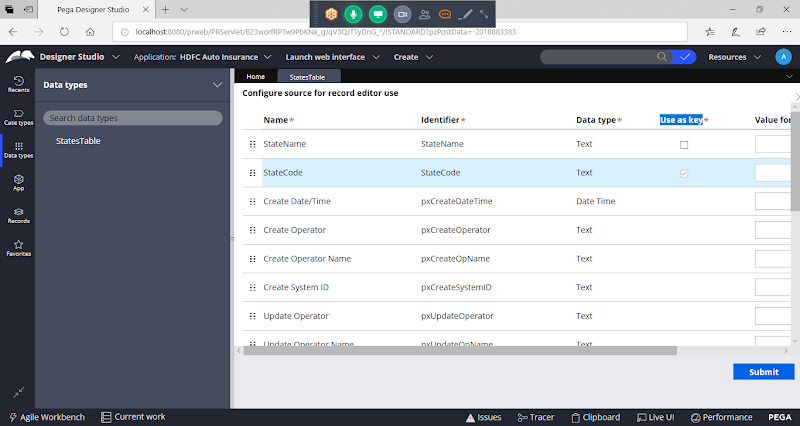 Pega Designer Studio
localhost:8080/prweb/PRServlet/B23worfRPTw9PbKNk_gJqV3QJTTyDnG_*/!STANDARD?pzPostData=-2018883383
Designer Studio Application: HDFC Auto Insurance Launch web interface Create Resources A
Recents
Case types
Data types
App
Records
Favorites
Data types
Search data types
StatesTable
Home StatesTable
Configure source for record editor use
Name* Identifier* Data type* Use as key* Value for
StateName StateName Text
StateCode StateCode Text
Create Date/Time pxCreateDateTime Date Time
Create Operator pxCreateOperator Text
Create Operator Name pxCreateOpName Text
Create System ID pxCreateSystemID Text
Update Operator pxUpdateOperator Text
Update Operator Name pxUpdateOpName Text
Submit
Agile Workbench Current work Issues Tracer Clipboard Live UI Performance PEGA